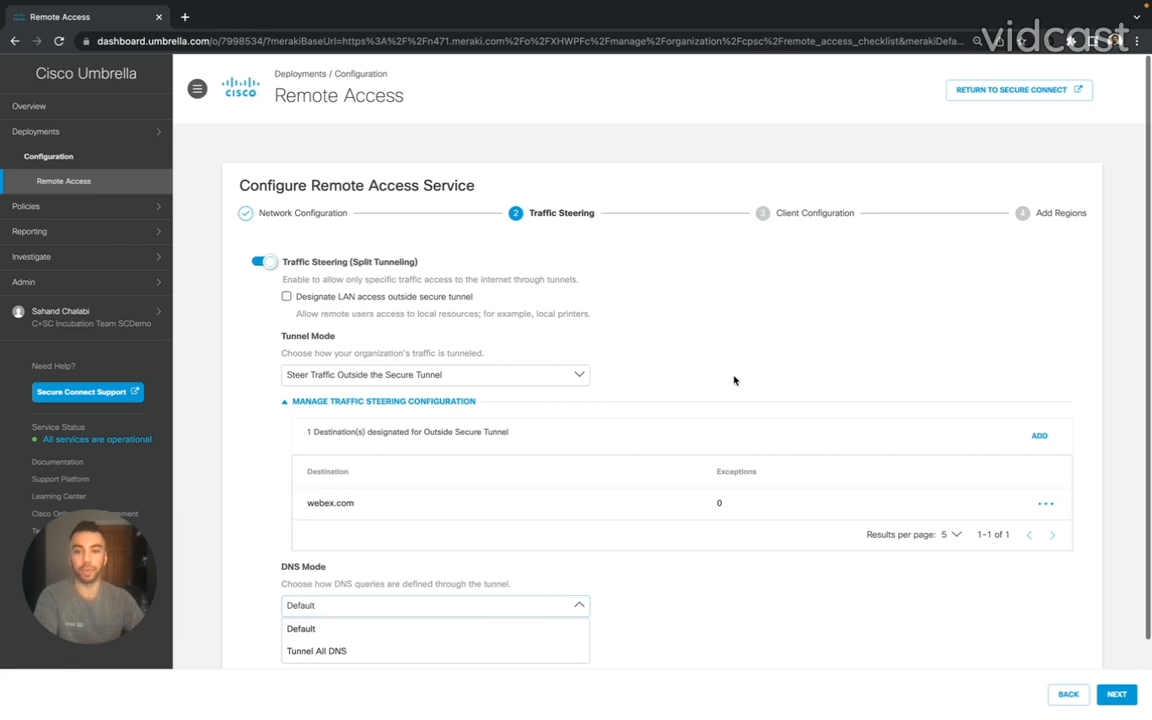 Remote Access
dashboard.umbrella.com/o/7998534/?merakiBaseUrl=https%3A%2F%2Fn471.meraki.com%2Fo%2FXHWPFc%2Fmanage%2Forganization%2Fcpsc%2Fremote_access_checklist&merakiDefa...
vidcast
Cisco Umbrella
Overview
Deployments
Configuration
Remote Access
Policies
Reporting
Investigate
Admin
Sahand Chalabi
C+SC Incubation Team SCDemo
Need Help?
Secure Connect Support
Service Status
All services are operational
Documentation
Support Platform
Learning Center
Cisco Onli
CISCO
Deployments / Configuration
Remote Access
RETURN TO SECURE CONNECT
Configure Remote Access Service
Network Configuration
2 Traffic Steering
3 Client Configuration
4 Add Regions
Traffic Steering (Split Tunneling)
Enable to allow only specific traffic access to the internet through tunnels.
Designate LAN access outside secure tunnel
Allow remote users access to local resources; for example, local printers.
Tunnel Mode
Choose how your organization's traffic is tunneled.
Steer Traffic Outside the Secure Tunnel
MANAGE TRAFFIC STEERING CONFIGURATION
1 Destination(s) designated for Outside Secure Tunnel
ADD
Destination Exceptions
webex.com 0
Results per page: 5 1-1 of 1
DNS Mode
Choose how DNS queries are defined through the tunnel.
Default
Default
Tunnel All DNS
BACK NEXT